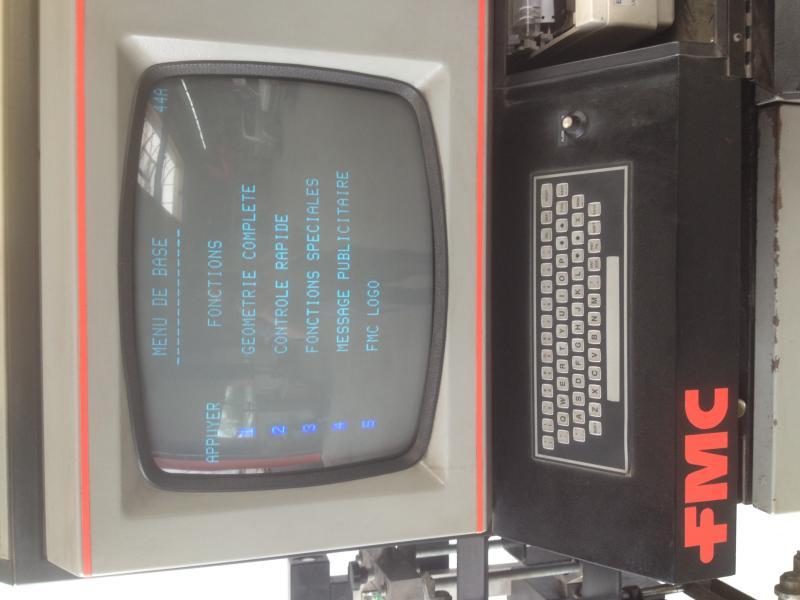 MENU DE BASE 44A
-------------
APPUYER FONCTIONS
1 GEOMETRIE COMPLETE
2 CONTROLE RAPIDE
3 FONCTIONS SPECIALES
4 MESSAGE PUBLICITAIRE
5 FMC LOGO
Q W E R T Y U I O P
A S D F G H J K L
Z X C V B N M
FMC